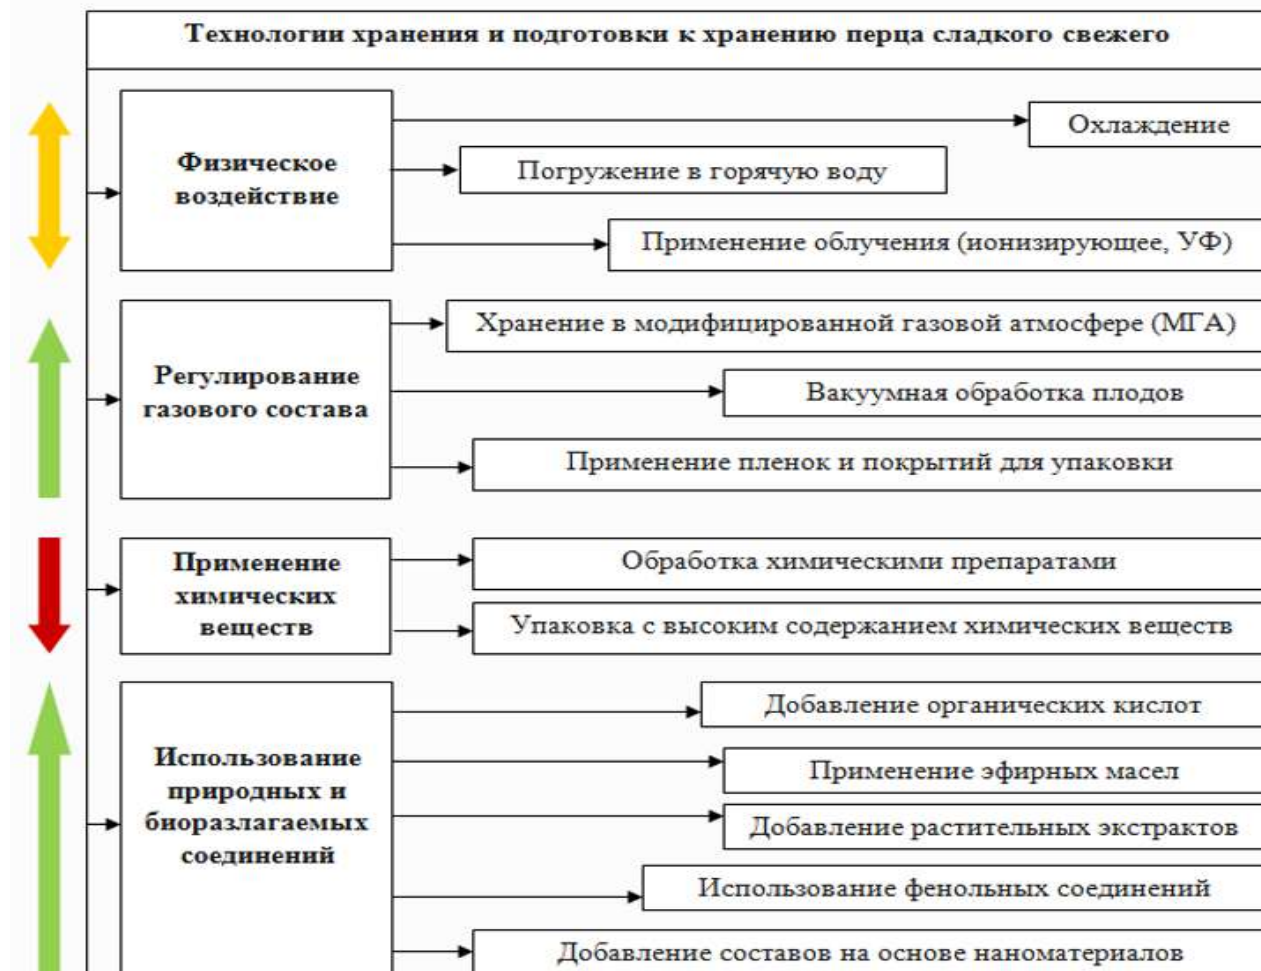 Технологии хранения и подготовки к хранению перца сладкого свежего
Физическое
воздействие
Охлаждение
Погружение в горячую воду
Применение облучения (ионизирующее, УФ)
Регулирование
газового состава
Хранение в модифицированной газовой атмосфере (МГА)
Вакуумная обработка плодов
Применение пленок и покрытий для упаковки
Применение
химических
веществ
Обработка химическими препаратами
Упаковка с высоким содержанием химических веществ
Использование
природных и
биоразлагаемых
соединений
Добавление органических кислот
Применение эфирных масел
Добавление растительных экстрактов
Использование фенольных соединений
Добавление составов на основе наноматериалов